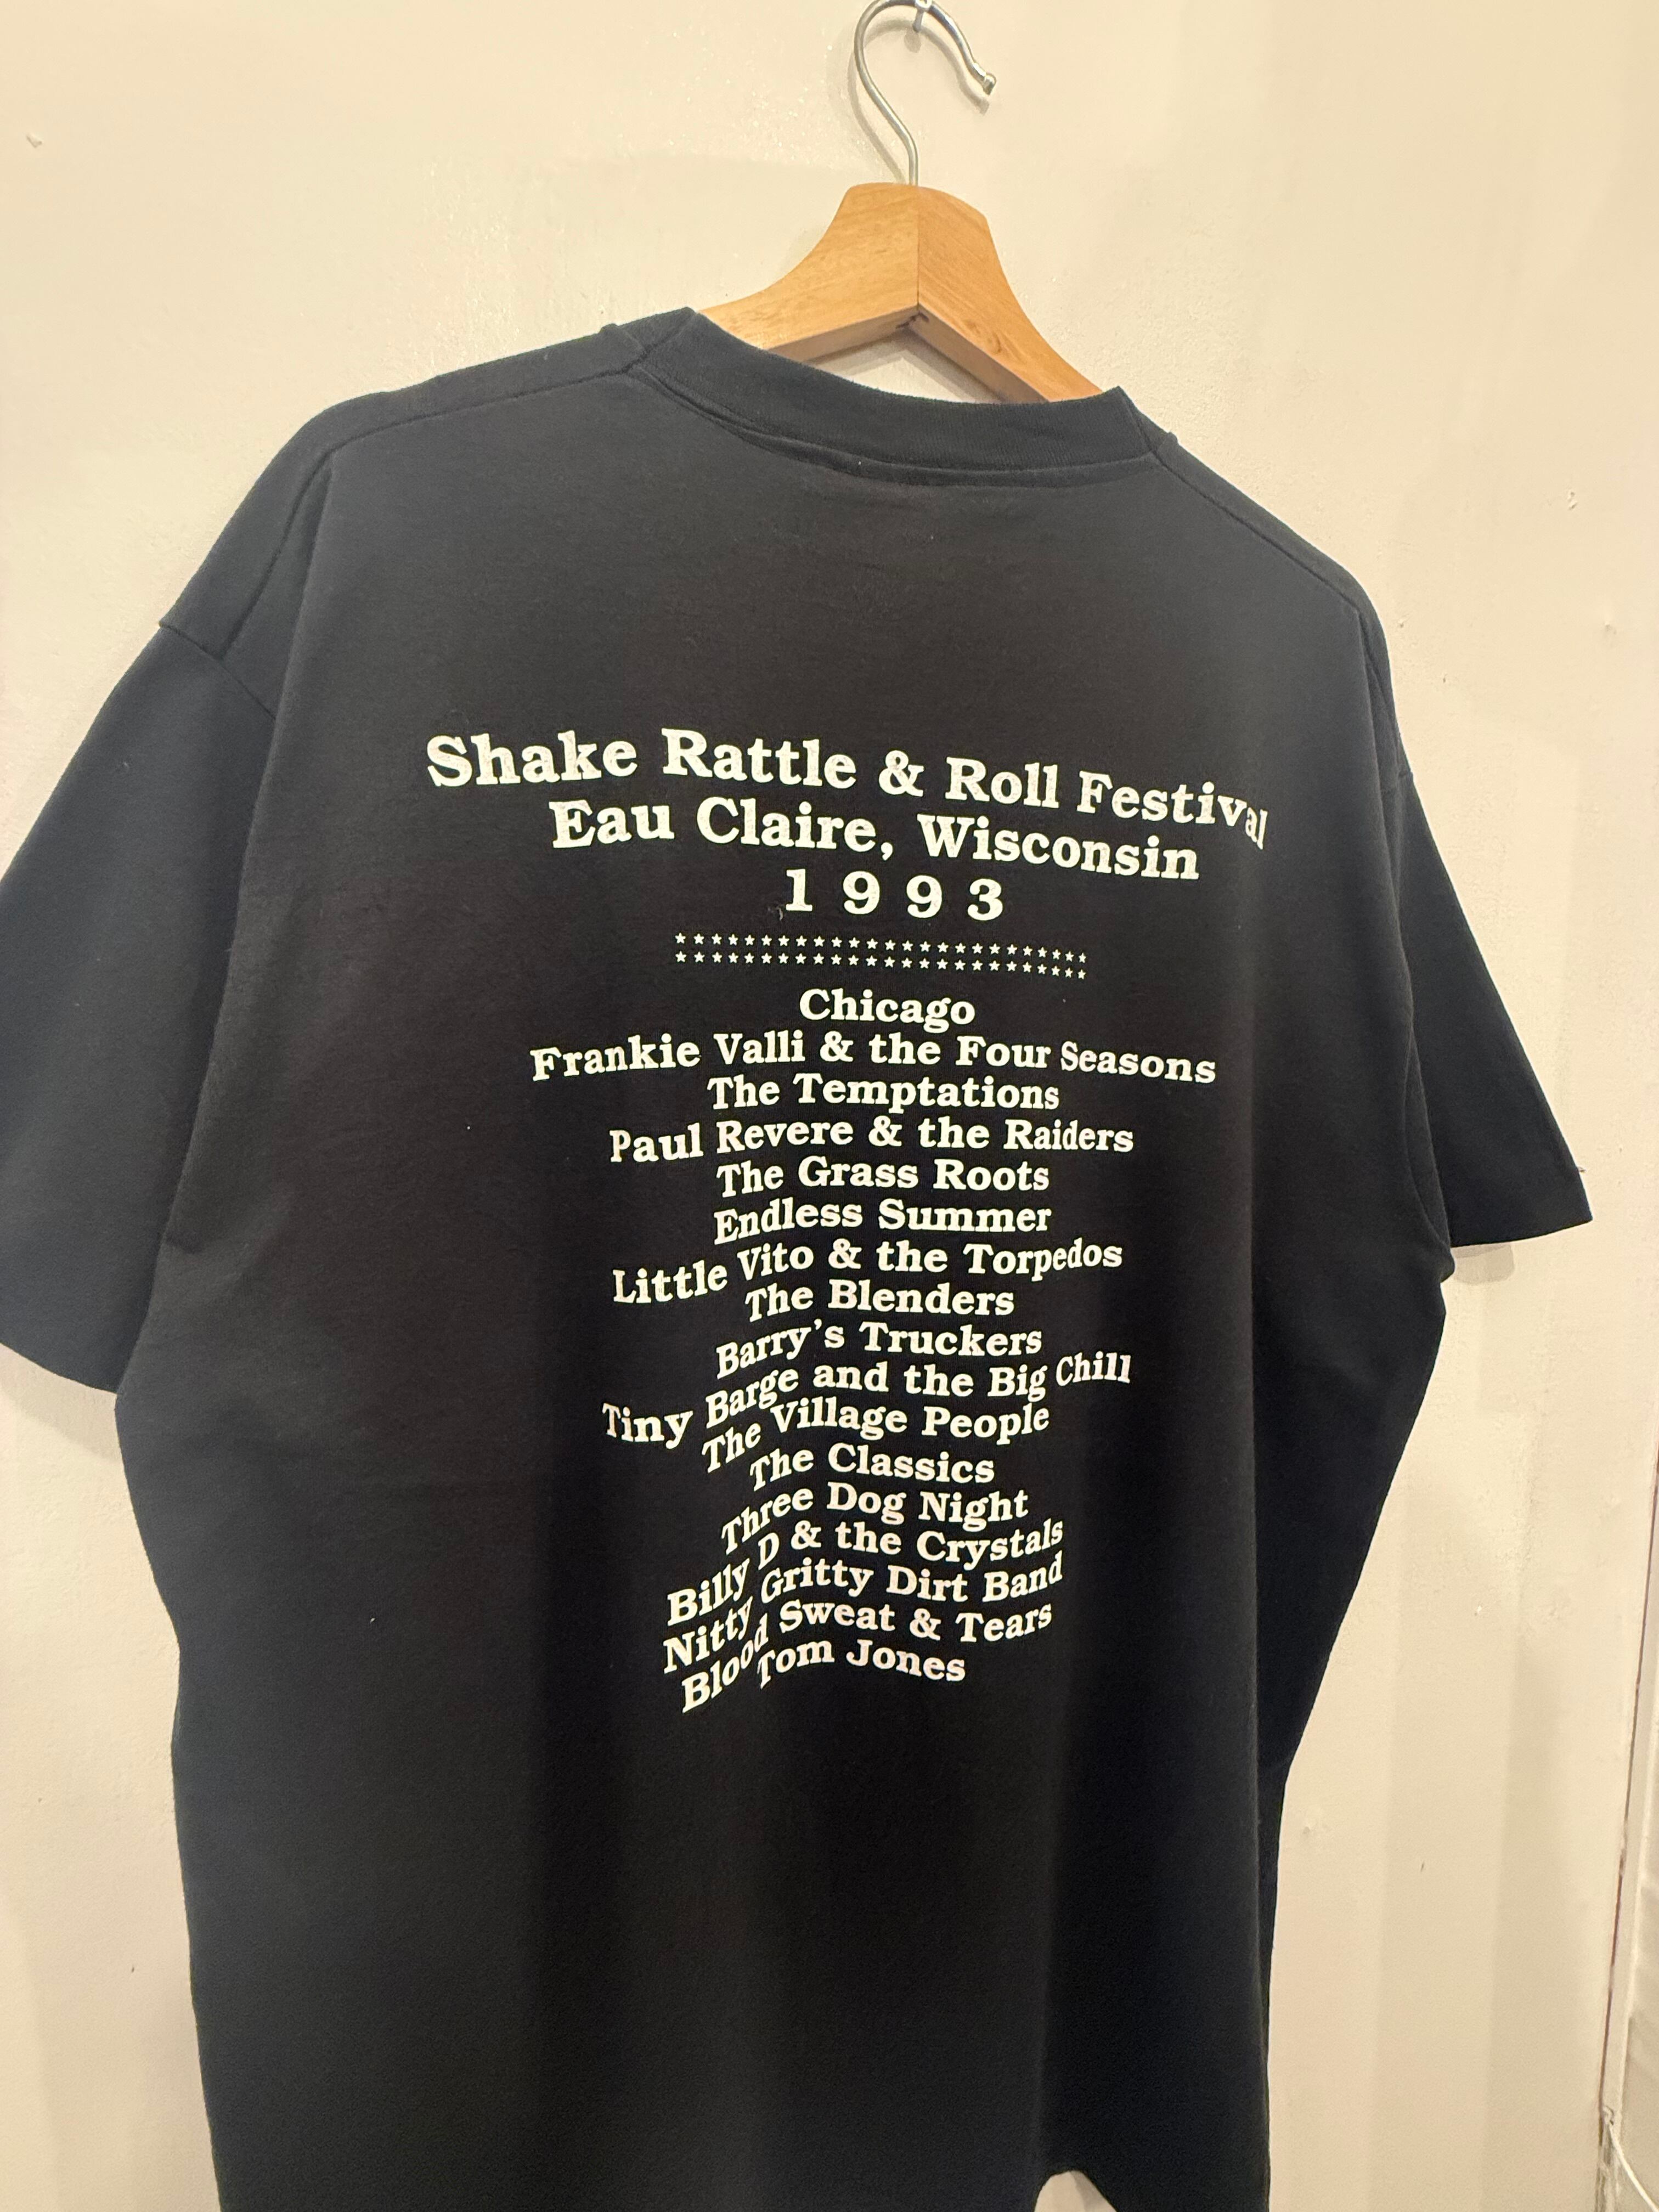 Shake Rattle & Roll Festival
Eau Claire, Wisconsin
1993
* * * * * * * * * * * * * * * * * * * * * * * *
* * * * * * * * * * * * * * * * * * * * * * * *
Chicago
Frankie Valli & the Four Seasons
The Temptations
Paul Revere & the Raiders
The Grass Roots
Endless Summer
Little Vito & the Torpedos
The Blenders
Barry's Truckers
Tiny Barge and the Big Chill
The Village People
The Classics
Three Dog Night
Billy D & the Crystals
Nitty Gritty Dirt Band
Blood Sweat & Tears
Tom Jones